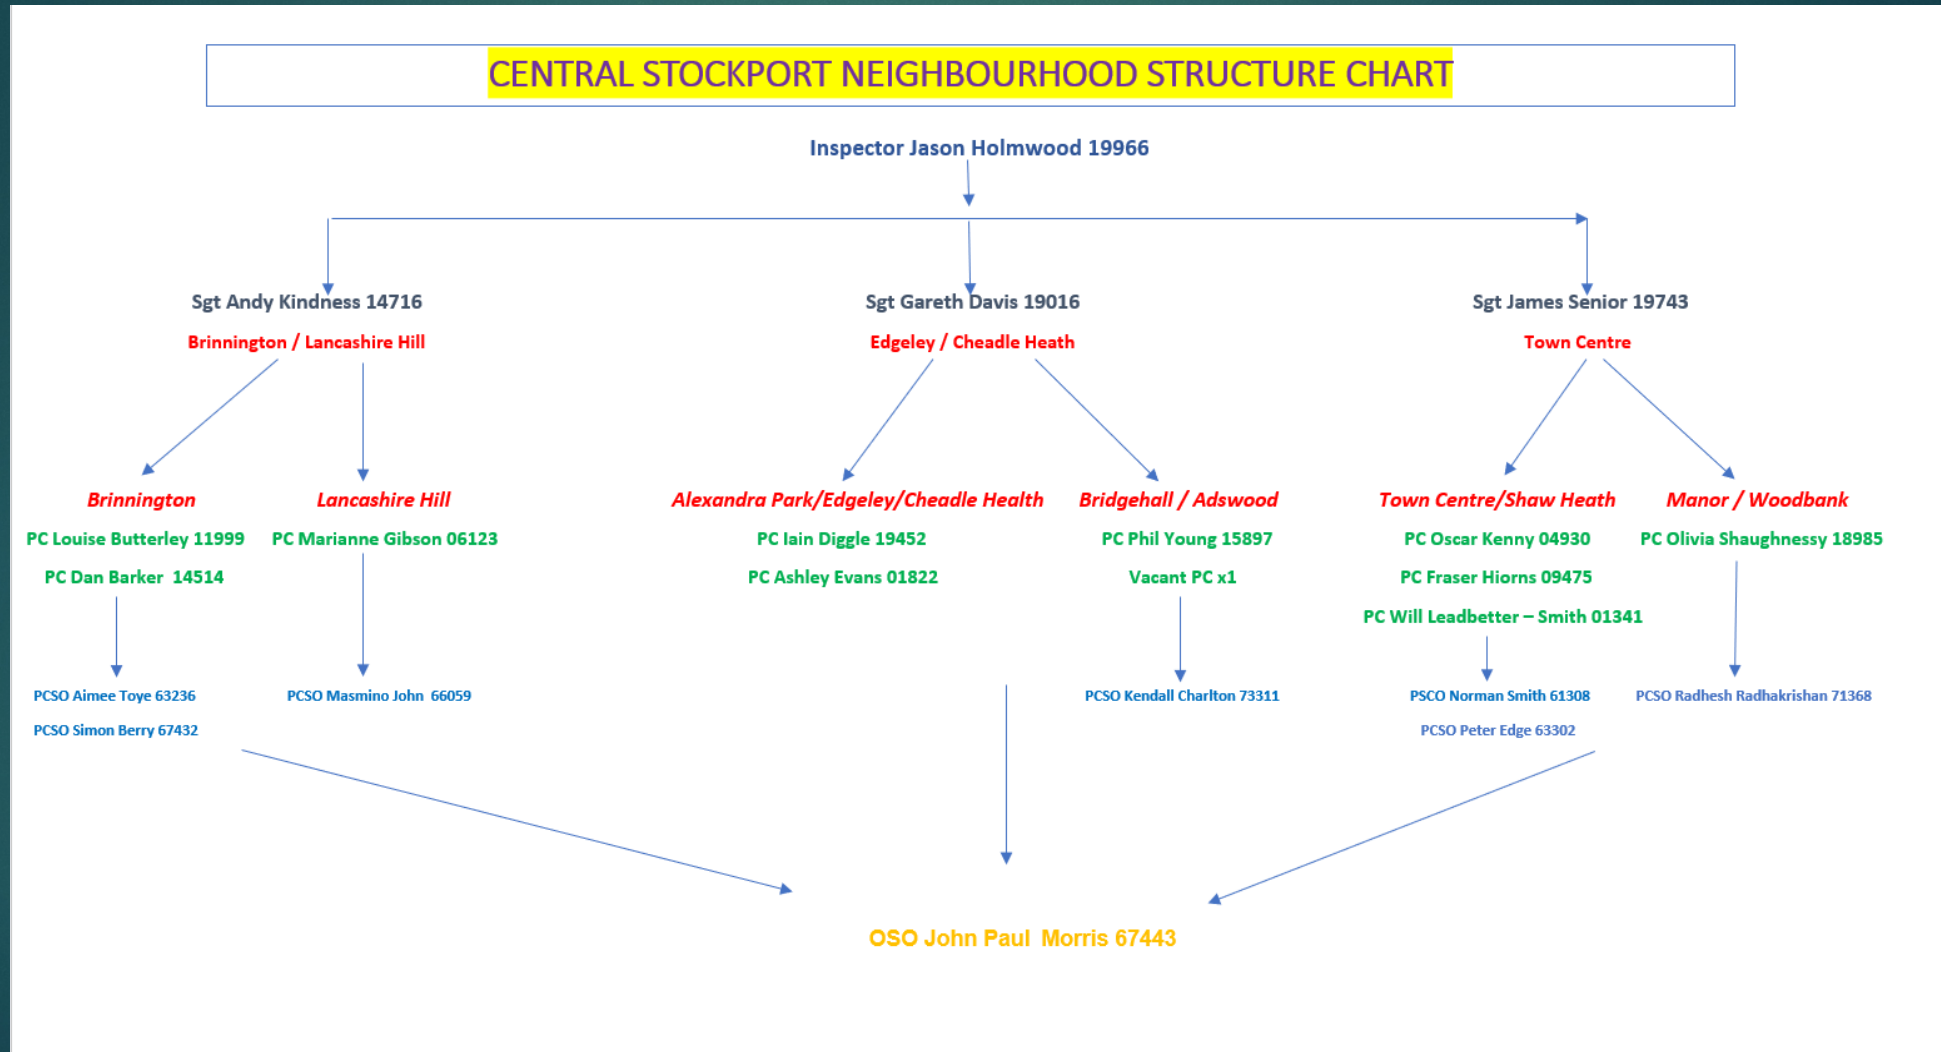 CENTRAL STOCKPORT NEIGHBOURHOOD STRUCTURE CHART
Inspector Jason Holmwood 19966
Sgt Andy Kindness 14716
Brinnington / Lancashire Hill
Sgt Gareth Davis 19016
Edgeley / Cheadle Heath
Sgt James Senior 19743
Town Centre
Brinnington
PC Louise Butterley 11999
PC Dan Barker  14514
PCSO Aimee Toye 63236
PCSO Simon Berry 67432
Lancashire Hill
PC Marianne Gibson 06123
PCSO Masmino John  66059
Alexandra Park/Edgeley/Cheadle Health
PC Iain Diggle 19452
PC Ashley Evans 01822
Bridgehall / Adswood
PC Phil Young 15897
Vacant PC x1
PCSO Kendall Charlton 73311
Town Centre/Shaw Heath
PC Oscar Kenny 04930
PC Fraser Hiorns 09475
PC Will Leadbetter – Smith 01341
PSCO Norman Smith 61308
PCSO Peter Edge 63302
Manor / Woodbank
PC Olivia Shaughnessy 18985
PCSO Radhesh Radhakrishan 71368
OSO John Paul  Morris 67443